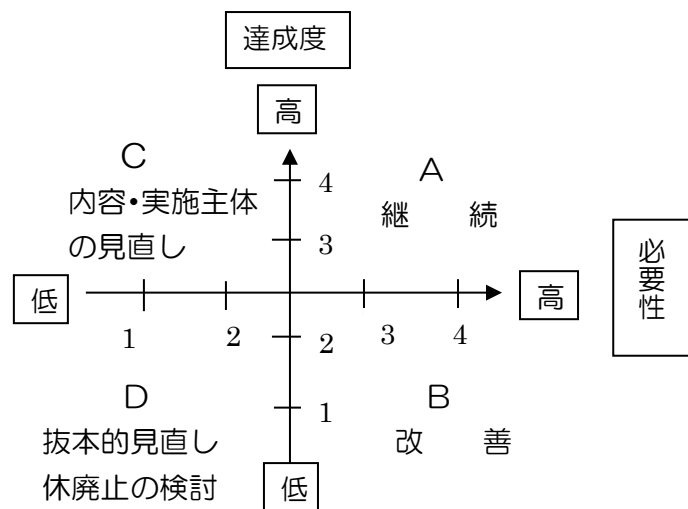 達成度
高
C
内容・実施主体
の見直し
A
継 続
4
3
低
高
必要性
1
2
3
4
2
1
D
抜本的見直し
休廃止の検討
B
改 善
低